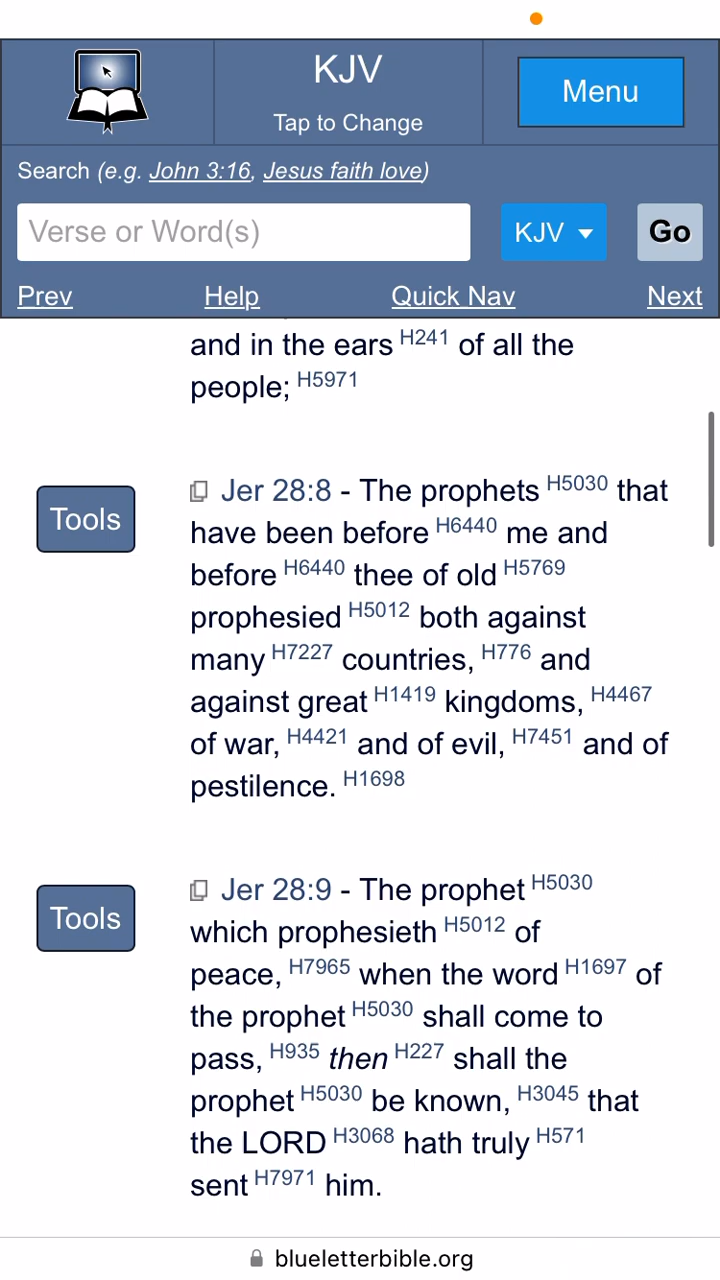 KJV
Tap to Change
Menu
Search (e.g. John 3:16, Jesus faith love)
Verse or Word(s)
KJV
Go
Prev
Help
Quick Nav
Next
and in the ears H241 of all the
people; H5971
Tools
Jer 28:8 - The prophets H5030 that
have been before H6440 me and
before H6440 thee of old H5769
prophesied H5012 both against
many H7227 countries, H776 and
against great H1419 kingdoms, H4467
of war, H4421 and of evil, H7451 and of
pestilence. H1698
Tools
Jer 28:9 - The prophet H5030
which prophesieth H5012 of
peace, H7965 when the word H1697 of
the prophet H5030 shall come to
pass, H935 then H227 shall the
prophet H5030 be known, H3045 that
the LORD H3068 hath truly H571
sent H7971 him.
blueletterbible.org